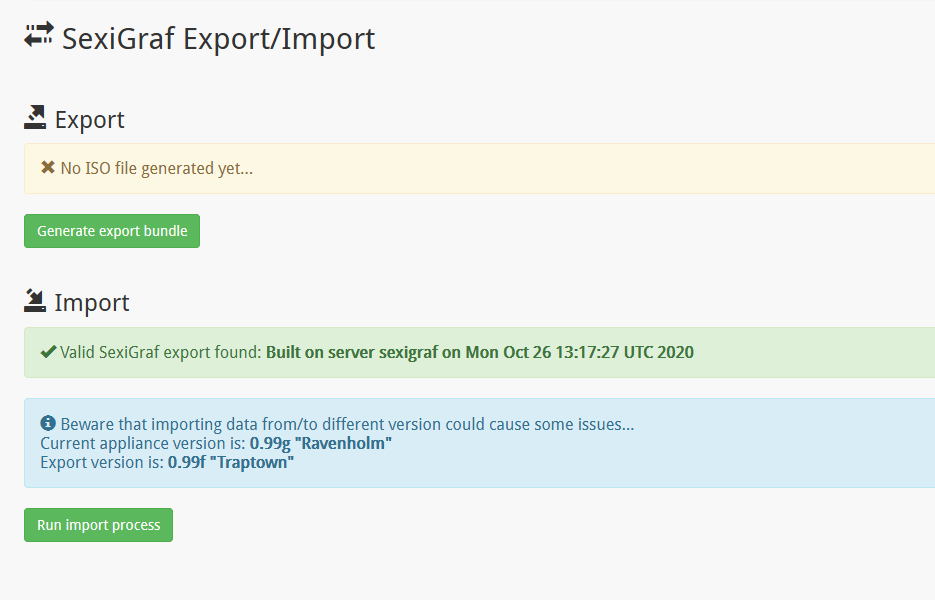 SexiGraf Export/Import
Export
No ISO file generated yet...
Generate export bundle
Import
Valid SexiGraf export found: Built on server sexigraf on Mon Oct 26 13:17:27 UTC 2020
Beware that importing data from/to different version could cause some issues...
Current appliance version is: 0.99g "Ravenholm"
Export version is: 0.99f "Traptown"
Run import process